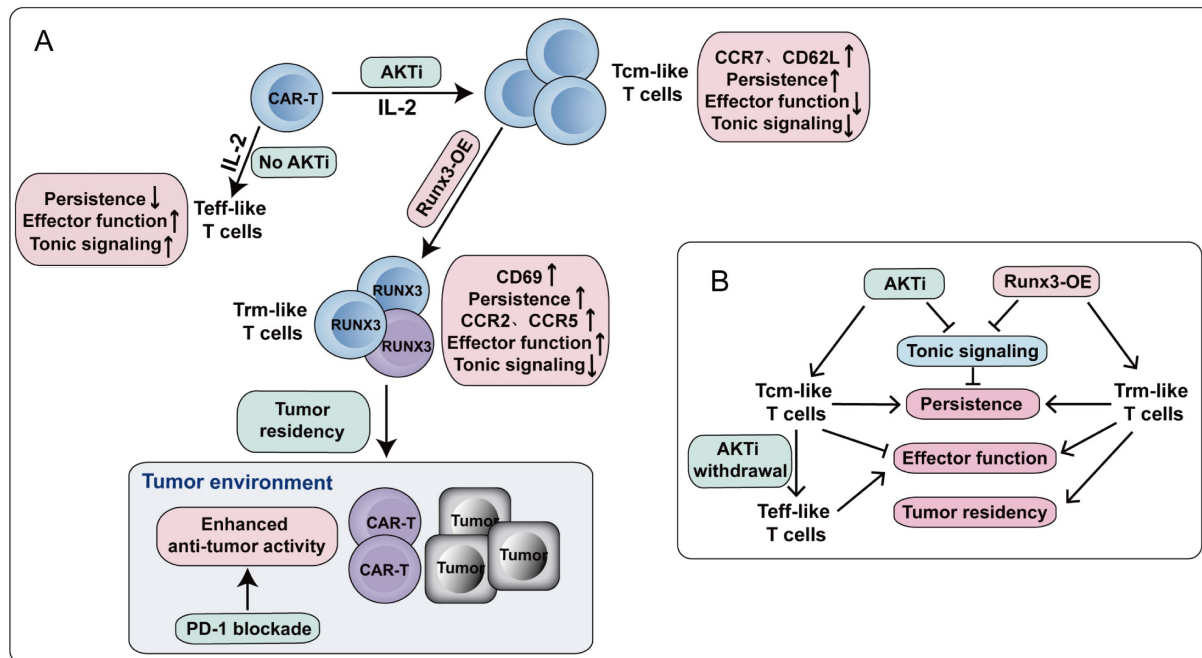 A
CAR-T
AKTi
IL-2
Tcm-like
T cells
CCR7、CD62L ↑
Persistence ↑
Effector function ↓
Tonic signaling ↓
IL-2
No AKTi
Teff-like
T cells
Persistence ↓
Effector function ↑
Tonic signaling ↑
Runx3-OE
Trm-like
T cells
RUNX3
RUNX3
RUNX3
CD69 ↑
Persistence ↑
CCR2、CCR5 ↑
Effector function ↑
Tonic signaling ↓
Tumor
residency
Tumor environment
Enhanced
anti-tumor activity
PD-1 blockade
CAR-T
CAR-T
Tumor
Tumor
Tumor
B
AKTi
Runx3-OE
Tonic signaling
Tcm-like
T cells
Persistence
Trm-like
T cells
AKTi
withdrawal
Effector function
Teff-like
T cells
Tumor residency